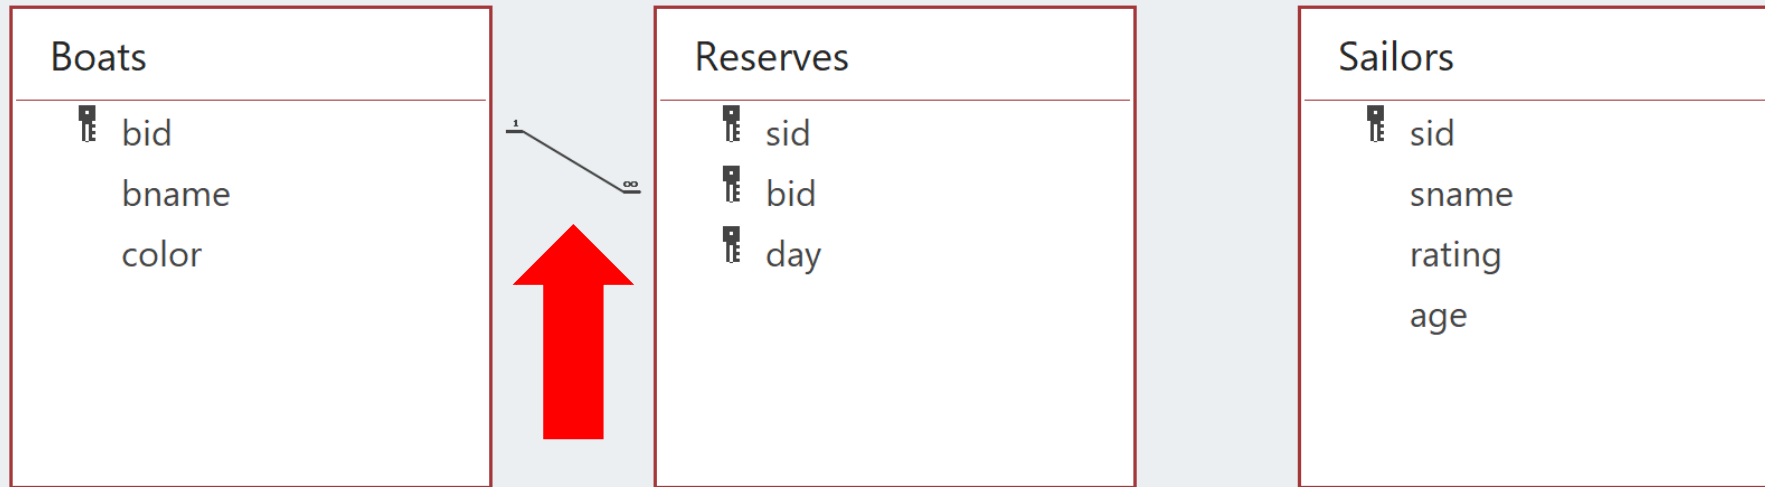 Boats
bid
bname
color
1
∞
Reserves
sid
bid
day
Sailors
sid
sname
rating
age